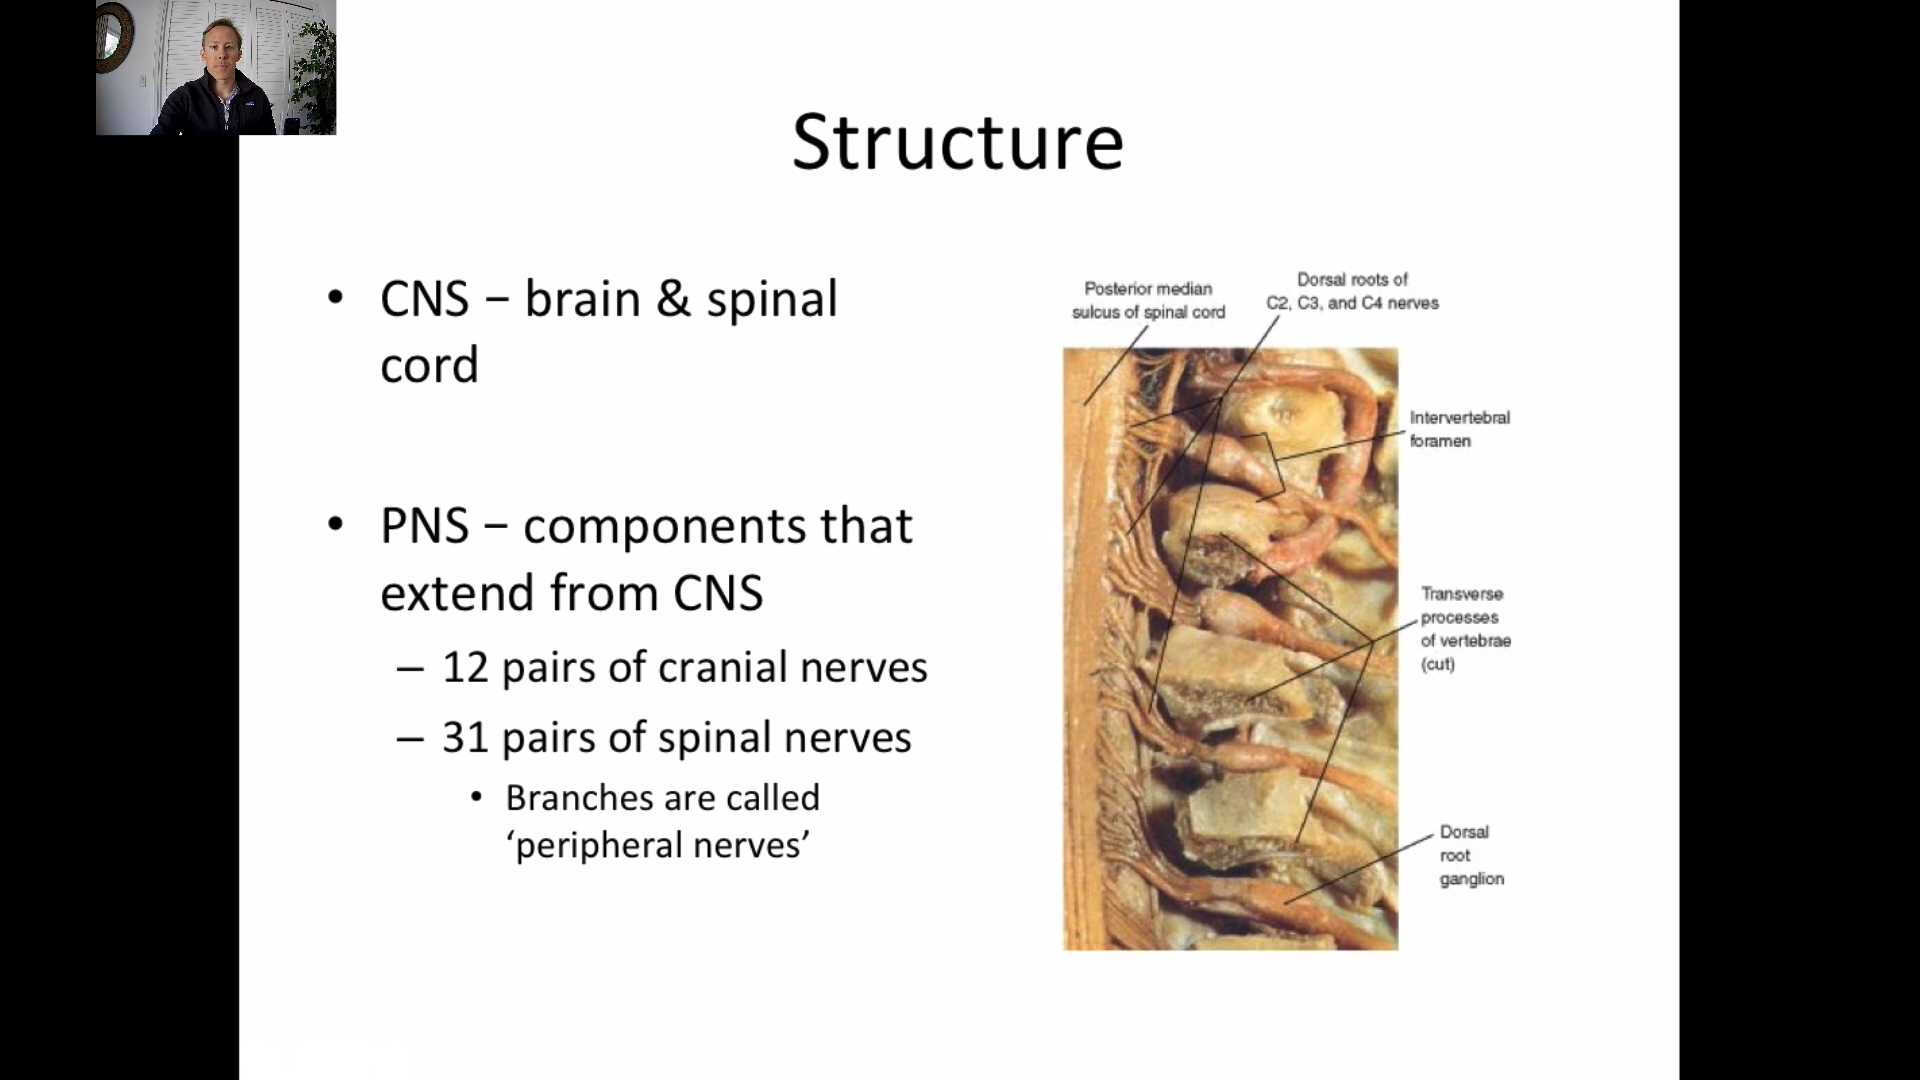 Structure
• CNS – brain & spinal
cord
• PNS – components that
extend from CNS
– 12 pairs of cranial nerves
– 31 pairs of spinal nerves
• Branches are called
‘peripheral nerves’
Posterior median
sulcus of spinal cord
Dorsal roots of
C2, C3, and C4 nerves
Intervertebral
foramen
Transverse
processes
of vertebrae
(cut)
Dorsal
root
ganglion